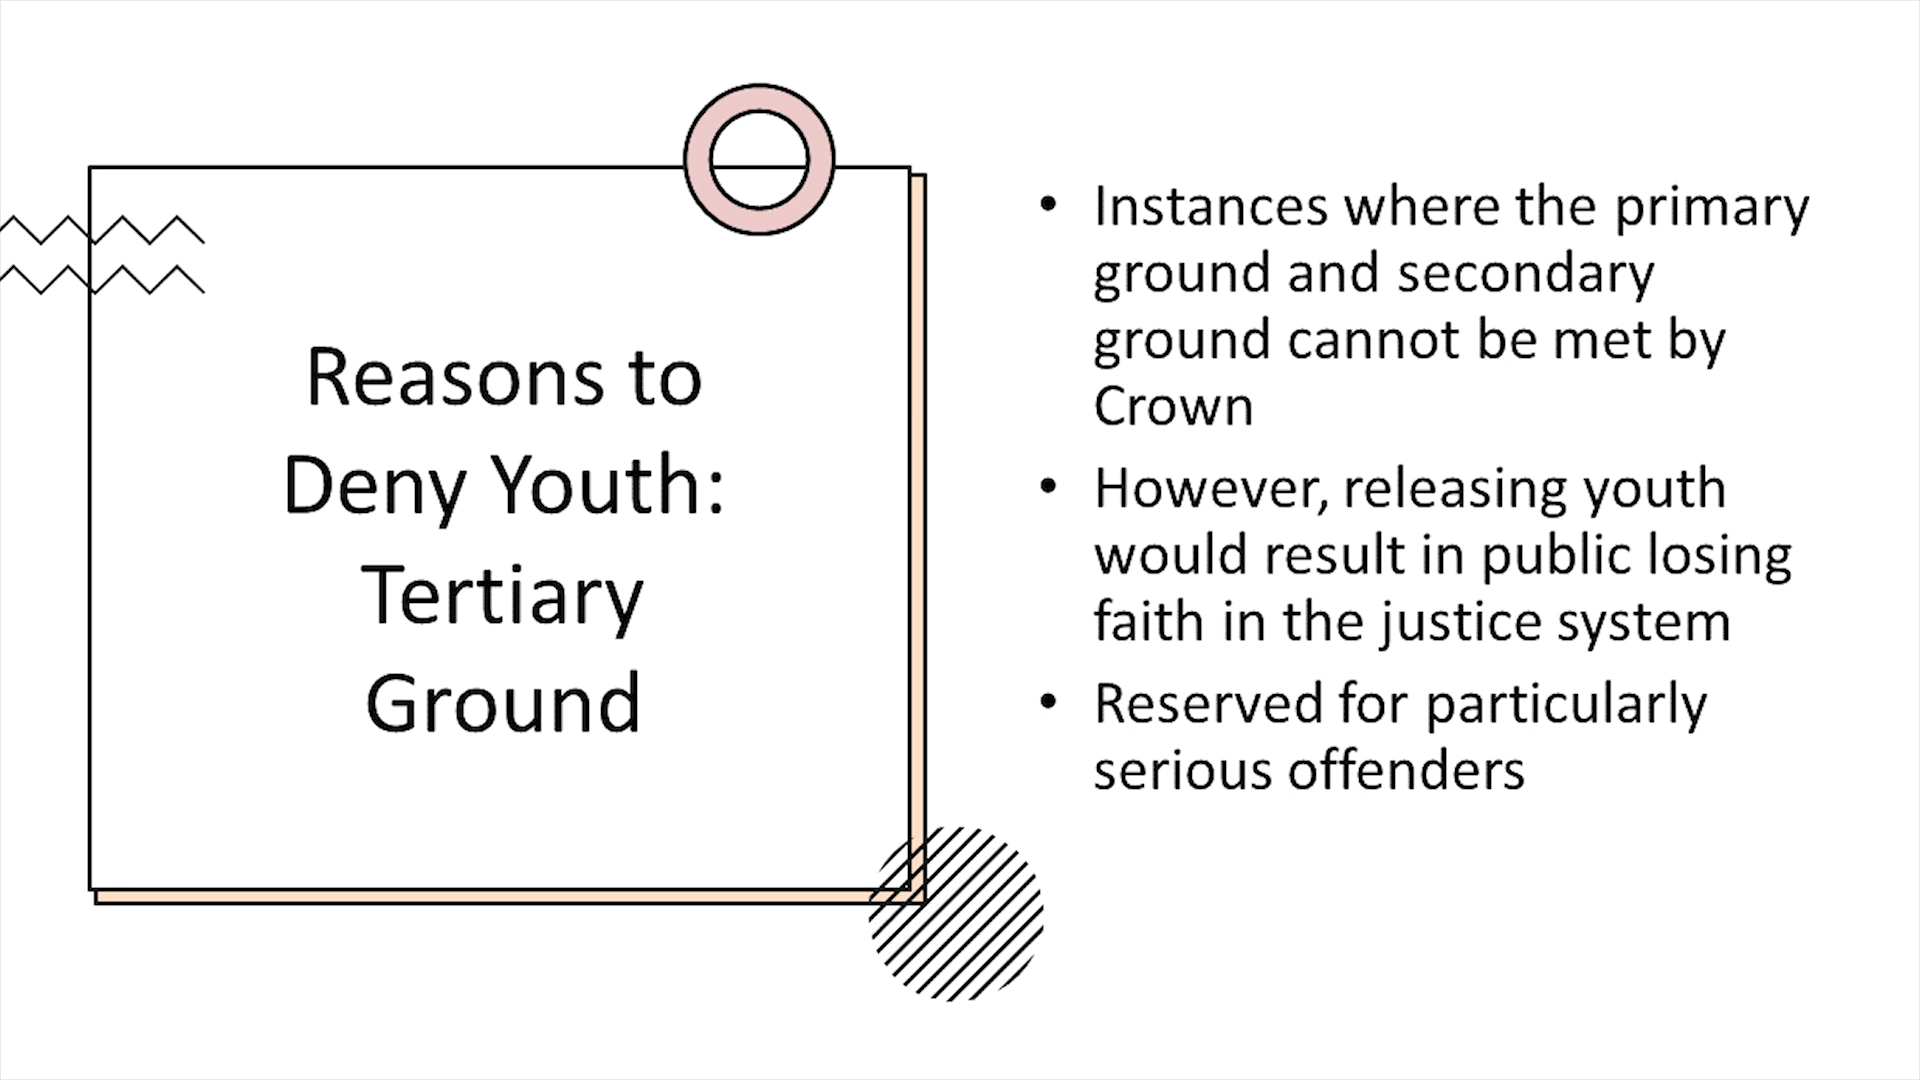 Reasons to
Deny Youth:
Tertiary
Ground
• Instances where the primary
ground and secondary
ground cannot be met by
Crown
• However, releasing youth
would result in public losing
faith in the justice system
• Reserved for particularly
serious offenders